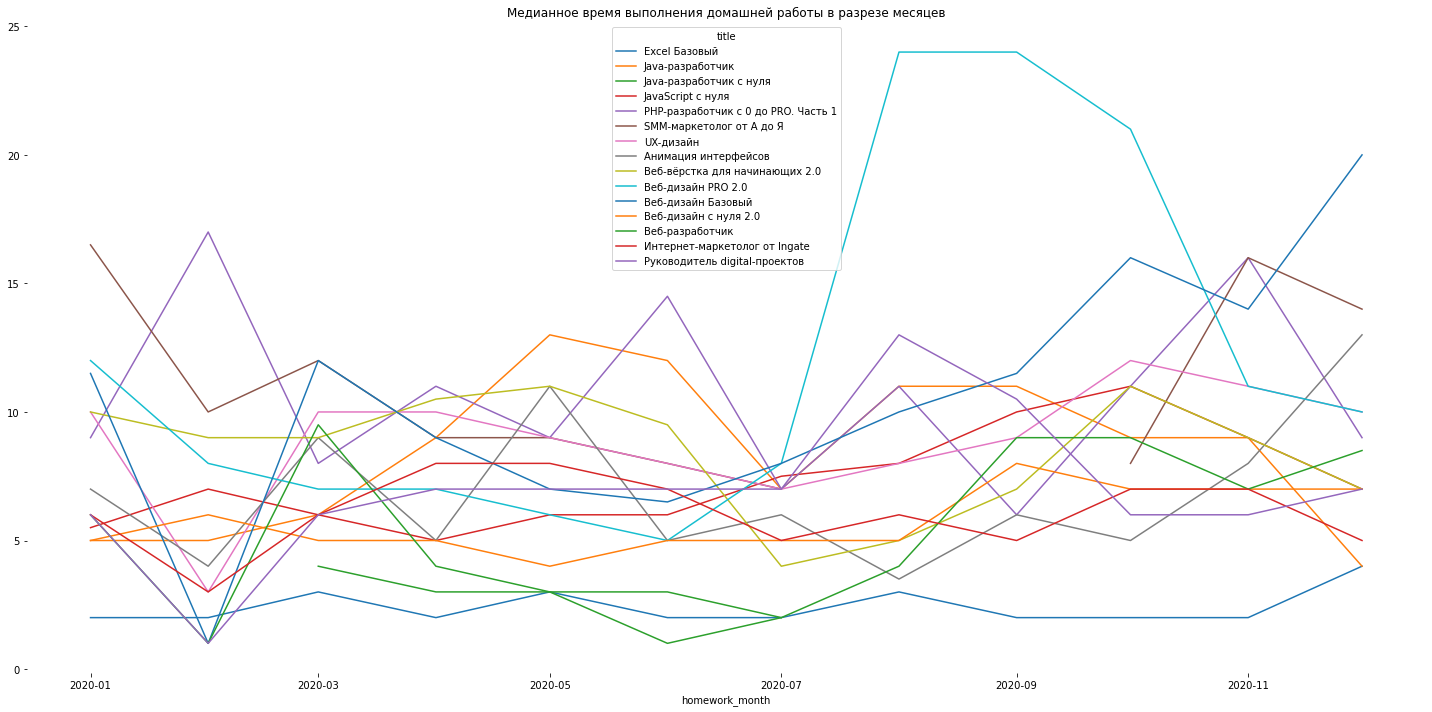 Медианное время выполнения домашней работы в разрезе месяцев
25
20
15
10
5
0
title
Excel Базовый
Java-разработчик
Java-разработчик с нуля
JavaScript с нуля
PHP-разработчик с 0 до PRO. Часть 1
SMM-маркетолог от А до Я
UX-дизайн
Анимация интерфейсов
Веб-вёрстка для начинающих 2.0
Веб-дизайн PRO 2.0
Веб-дизайн Базовый
Веб-дизайн с нуля 2.0
Веб-разработчик
Интернет-маркетолог от Ingate
Руководитель digital-проектов
2020-01
2020-03
2020-05
2020-07
2020-09
2020-11
homework_month